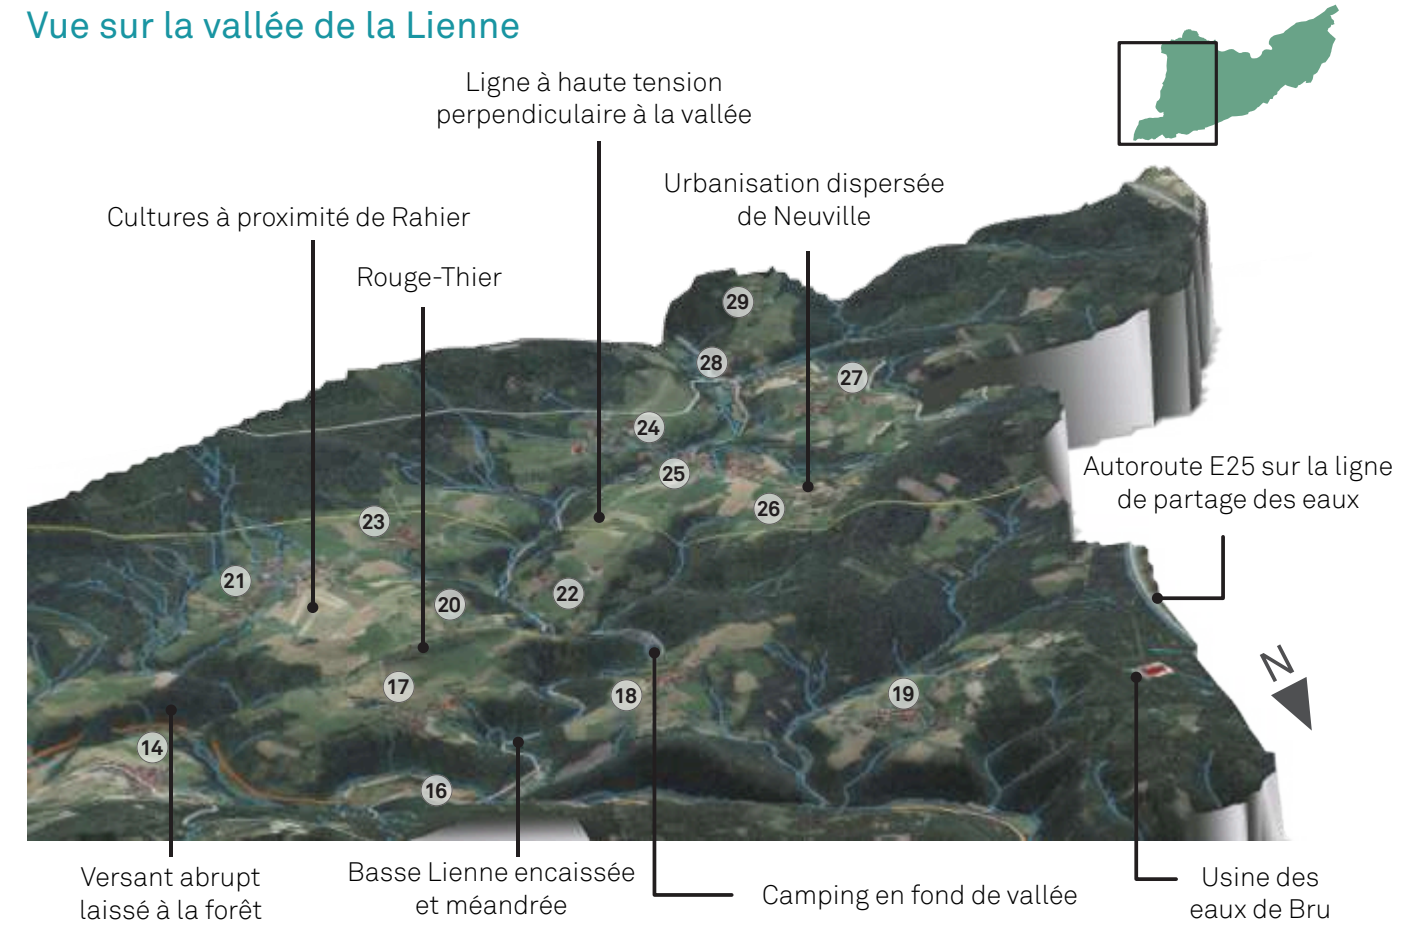 Vue sur la vallée de la Lienne
Ligne à haute tension
perpendiculaire à la vallée
Urbanisation dispersée
de Neuville
Cultures à proximité de Rahier
Rouge-Thier
29
28
27
24
25
26
23
21
20
22
17
18
19
14
16
Autoroute E25 sur la ligne
de partage des eaux
N
Versant abrupt
laissé à la forêt
Basse Lienne encaissée
et méandrée
Camping en fond de vallée
Usine des
eaux de Bru